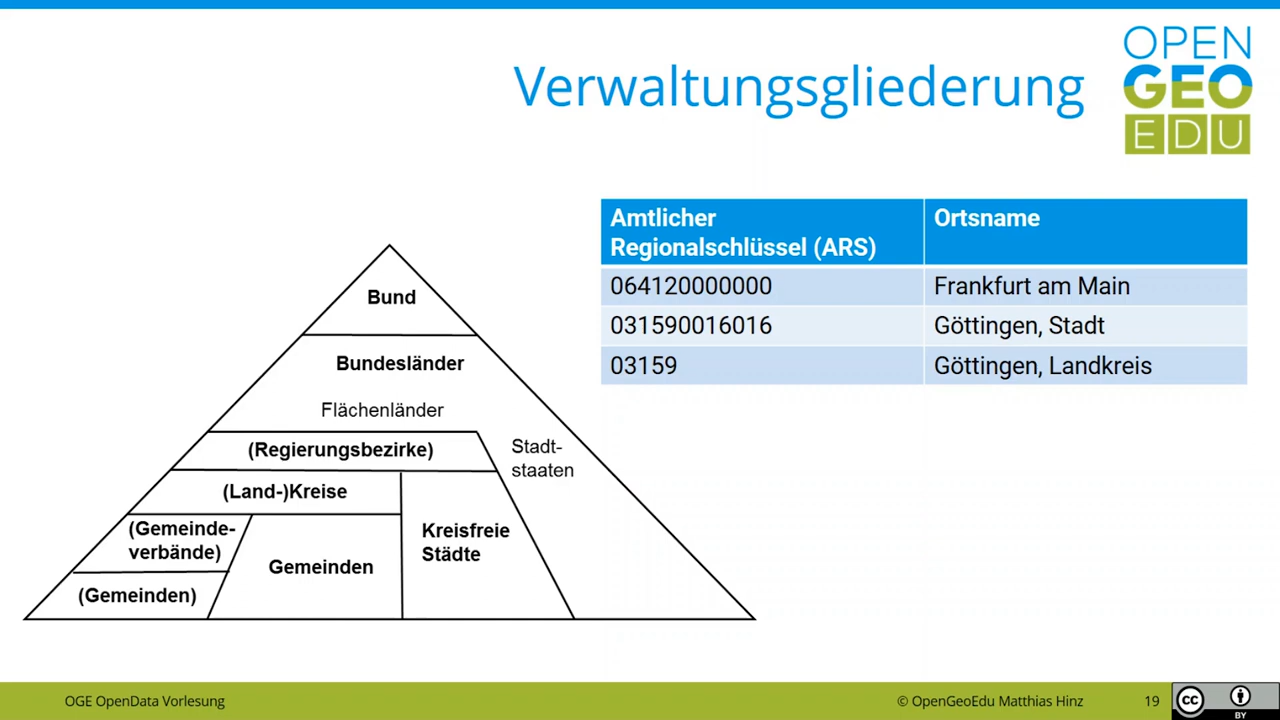 Verwaltungsgliederung
OPEN
GEO
EDU
Amtlicher
Regionalschlüssel (ARS)
Ortsname
064120000000
Frankfurt am Main
031590016016
Göttingen, Stadt
03159
Göttingen, Landkreis
Bund
Bundesländer
Flächenländer
(Regierungsbezirke)
Stadt-
staaten
(Land-)Kreise
(Gemeinde-
verbände)
Gemeinden
Kreisfreie
Städte
(Gemeinden)
OGE OpenData Vorlesung
© OpenGeoEdu Matthias Hinz
19
CC
BY